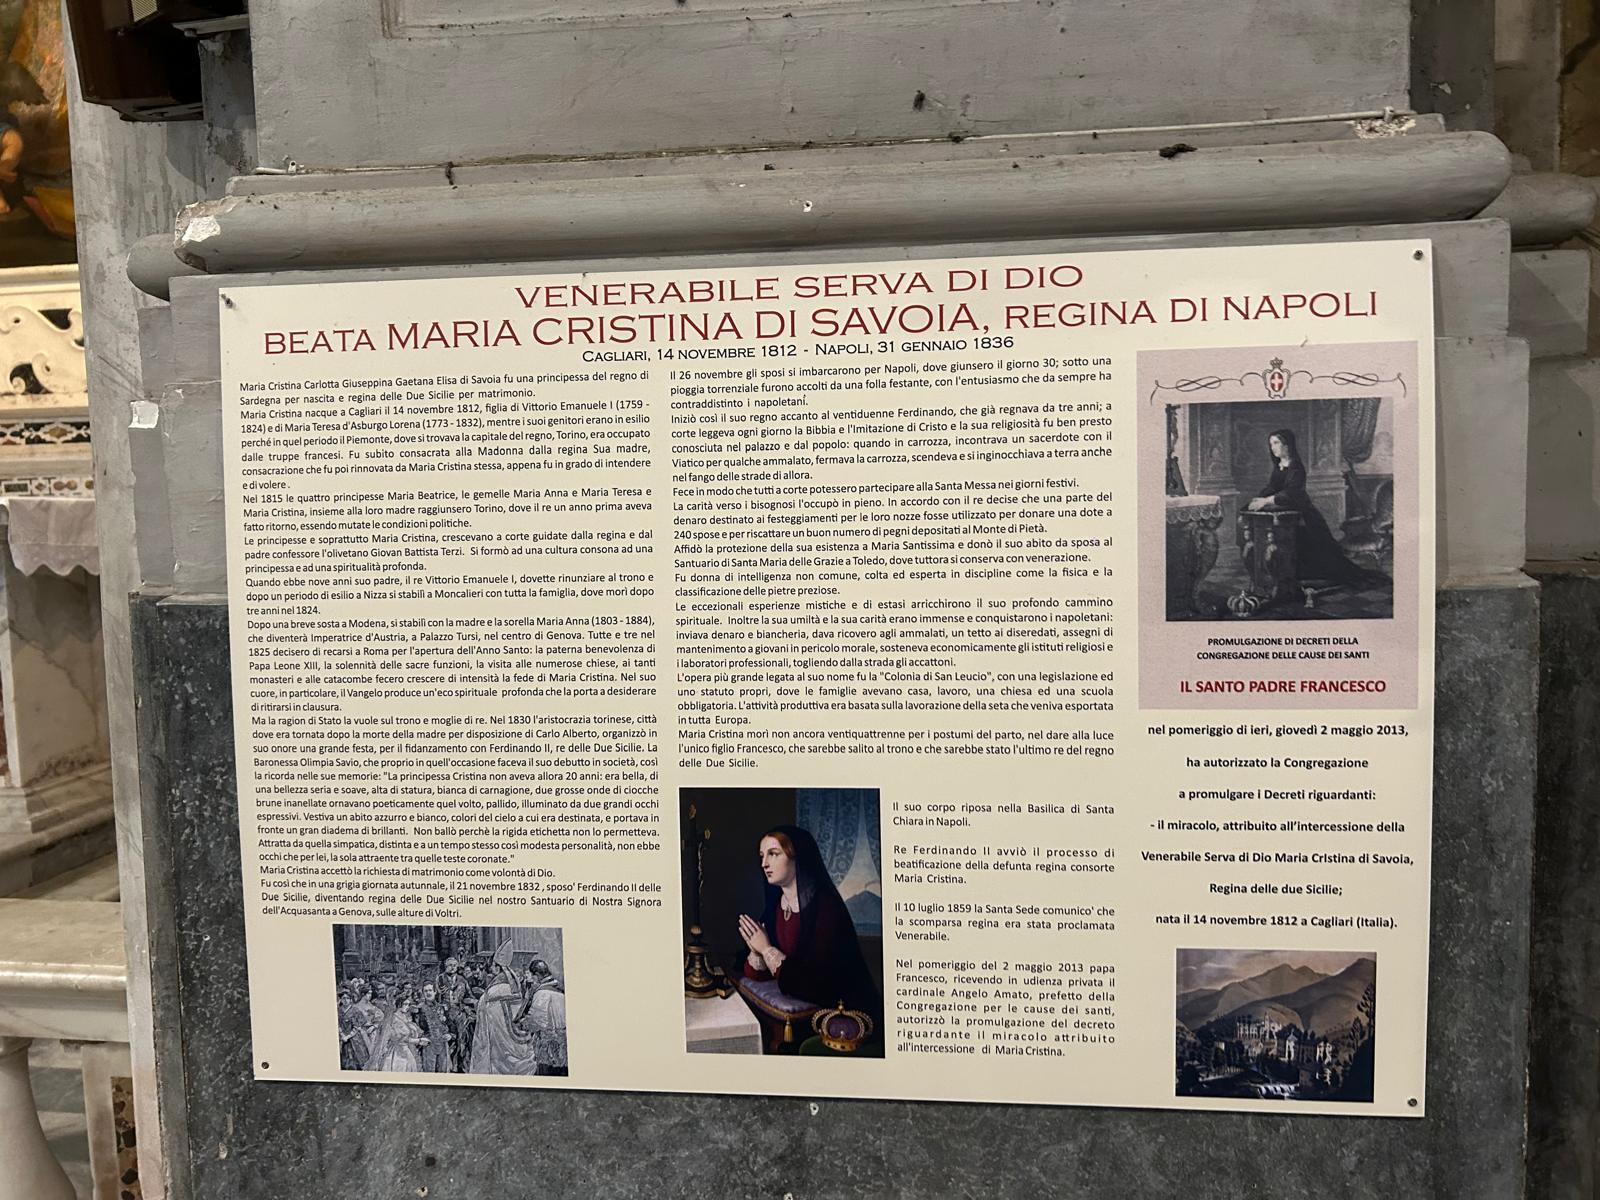 VENERABILE SERVA DI DIO
BEATA MARIA CRISTINA DI SAVOIA, REGINA DI NAPOLI
CAGLIARI, 14 NOVEMBRE 1812 - NAPOLI, 31 GENNAIO 1836
Maria Cristina Carlotta Giuseppina Gaetana Elisa di Savoia fu una principessa del regno di
Sardegna per nascita e regina delle Due Sicilie per matrimonio.
Maria Cristina nacque a Cagliari il 14 novembre 1812, figlia di Vittorio Emanuele I (1759 -
1824) e di Maria Teresa d'Asburgo Lorena (1773 - 1832), mentre i suoi genitori erano in esilio
perché in quel periodo il Piemonte, dove si trovava la capitale del regno, Torino, era occupato
dalle truppe francesi. Fu subito consacrata alla Madonna dalla regina Sua madre,
consacrazione che fu poi rinnovata da Maria Cristina stessa, appena fu in grado di intendere
e di volere .
Nel 1815 le quattro principesse Maria Beatrice, le gemelle Maria Anna e Maria Teresa e
Maria Cristina, insieme alla loro madre raggiunsero Torino, dove il re un anno prima aveva
fatto ritorno, essendo mutate le condizioni politiche.
Le principesse e soprattutto Maria Cristina, crescevano a corte guidate dalla regina e dal
padre confessore l'olivetano Giovan Battista Terzi. Si formò ad una cultura consona ad una
principessa e ad una spiritualità profonda.
Quando ebbe nove anni suo padre, il re Vittorio Emanuele I, dovette rinunziare al trono e
dopo un periodo di esilio a Nizza si stabilì a Moncalieri con tutta la famiglia, dove morì dopo
tre anni nel 1824.
Dopo una breve sosta a Modena, si stabilì con la madre e la sorella Maria Anna (1803 - 1884),
che diventerà Imperatrice d'Austria, a Palazzo Tursi, nel centro di Genova. Tutte e tre nel
1825 decisero di recarsi a Roma per l'apertura dell'Anno Santo: la paterna benevolenza di
Papa Leone XIII, la solennità delle sacre funzioni, la visita alle numerose chiese, ai tanti
monasteri e alle catacombe fecero crescere di intensità la fede di Maria Cristina. Nel suo
cuore, in particolare, il Vangelo produce un'eco spirituale profonda che la porta a desiderare
di ritirarsi in clausura.
Ma la ragion di Stato la vuole sul trono e moglie di re. Nel 1830 l'aristocrazia torinese, città
dove era tornata dopo la morte della madre per disposizione di Carlo Alberto, organizzò in
suo onore una grande festa, per il fidanzamento con Ferdinando II, re delle Due Sicilie. La
Baronessa Olimpia Savio, che proprio in quell'occasione faceva il suo debutto in società, così
la ricorda nelle sue memorie: "La principessa Cristina non aveva allora 20 anni: era bella, di
una bellezza seria e soave, alta di statura, bianca di carnagione, due grosse onde di ciocche
brune inanellate ornavano poeticamente quel volto, pallido, illuminato da due grandi occhi
espressivi. Vestiva un abito azzurro e bianco, colori del cielo a cui era destinata, e portava in
fronte un gran diadema di brillanti. Non ballò perchè la rigida etichetta non lo permetteva.
Attratta da quella simpatica, distinta e a un tempo stesso così modesta personalità, non ebbe
occhi che per lei, la sola attraente tra quelle teste coronate."
Maria Cristina accettò la richiesta di matrimonio come volontà di Dio.
Fu così che in una grigia giornata autunnale, il 21 novembre 1832 , sposo' Ferdinando II delle
Due Sicilie, diventando regina delle Due Sicilie nel nostro Santuario di Nostra Signora
dell'Acquasanta a Genova, sulle alture di Voltri.
Il 26 novembre gli sposi si imbarcarono per Napoli, dove giunsero il giorno 30; sotto una
pioggia torrenziale furono accolti da una folla festante, con l'entusiasmo che da sempre ha
contraddistinto i napoletani.
Iniziò così il suo regno accanto al ventiduenne Ferdinando, che già regnava da tre anni; a
corte leggeva ogni giorno la Bibbia e l'Imitazione di Cristo e la sua religiosità fu ben presto
conosciuta nel palazzo e dal popolo: quando in carrozza, incontrava un sacerdote con il
Viatico per qualche ammalato, fermava la carrozza, scendeva e si inginocchiava a terra anche
nel fango delle strade di allora.
Fece in modo che tutti a corte potessero partecipare alla Santa Messa nei giorni festivi.
La carità verso i bisognosi l'occupò in pieno. In accordo con il re decise che una parte del
denaro destinato ai festeggiamenti per le loro nozze fosse utilizzato per donare una dote a
240 spose e per riscattare un buon numero di pegni depositati al Monte di Pietà.
Affidò la protezione della sua esistenza a Maria Santissima e donò il suo abito da sposa al
Santuario di Santa Maria delle Grazie a Toledo, dove tuttora si conserva con venerazione.
Fu donna di intelligenza non comune, colta ed esperta in discipline come la fisica e la
classificazione delle pietre preziose.
Le eccezionali esperienze mistiche e di estasi arricchirono il suo profondo cammino
spirituale. Inoltre la sua umiltà e la sua carità erano immense e conquistarono i napoletani:
inviava denaro e biancheria, dava ricovero agli ammalati, un tetto ai diseredati, assegni di
mantenimento a giovani in pericolo morale, sosteneva economicamente gli istituti religiosi e
i laboratori professionali, togliendo dalla strada gli accattoni.
L'opera più grande legata al suo nome fu la "Colonia di San Leucio", con una legislazione ed
uno statuto propri, dove le famiglie avevano casa, lavoro, una chiesa ed una scuola
obbligatoria. L'attività produttiva era basata sulla lavorazione della seta che veniva esportata
in tutta Europa.
Maria Cristina morì non ancora ventiquattrenne per i postumi del parto, nel dare alla luce
l'unico figlio Francesco, che sarebbe salito al trono e che sarebbe stato l'ultimo re del regno
delle Due Sicilie.
Il suo corpo riposa nella Basilica di Santa
Chiara in Napoli.
Re Ferdinando II avviò il processo di
beatificazione della defunta regina consorte
Maria Cristina.
Il 10 luglio 1859 la Santa Sede comunico' che
la scomparsa regina era stata proclamata
Venerabile.
Nel pomeriggio del 2 maggio 2013 papa
Francesco, ricevendo in udienza privata il
cardinale Angelo Amato, prefetto della
Congregazione per le cause dei santi,
autorizzò la promulgazione del decreto
riguardante il miracolo attribuito
all'intercessione di Maria Cristina.
PROMULGAZIONE DI DECRETI DELLA
CONGREGAZIONE DELLE CAUSE DEI SANTI
IL SANTO PADRE FRANCESCO
nel pomeriggio di ieri, giovedì 2 maggio 2013,
ha autorizzato la Congregazione
a promulgare i Decreti riguardanti:
- il miracolo, attribuito all'intercessione della
Venerabile Serva di Dio Maria CrIstina di Savoia,
Regina delle due Sicilie;
nata il 14 novembre 1812 a Cagliari (Italia).